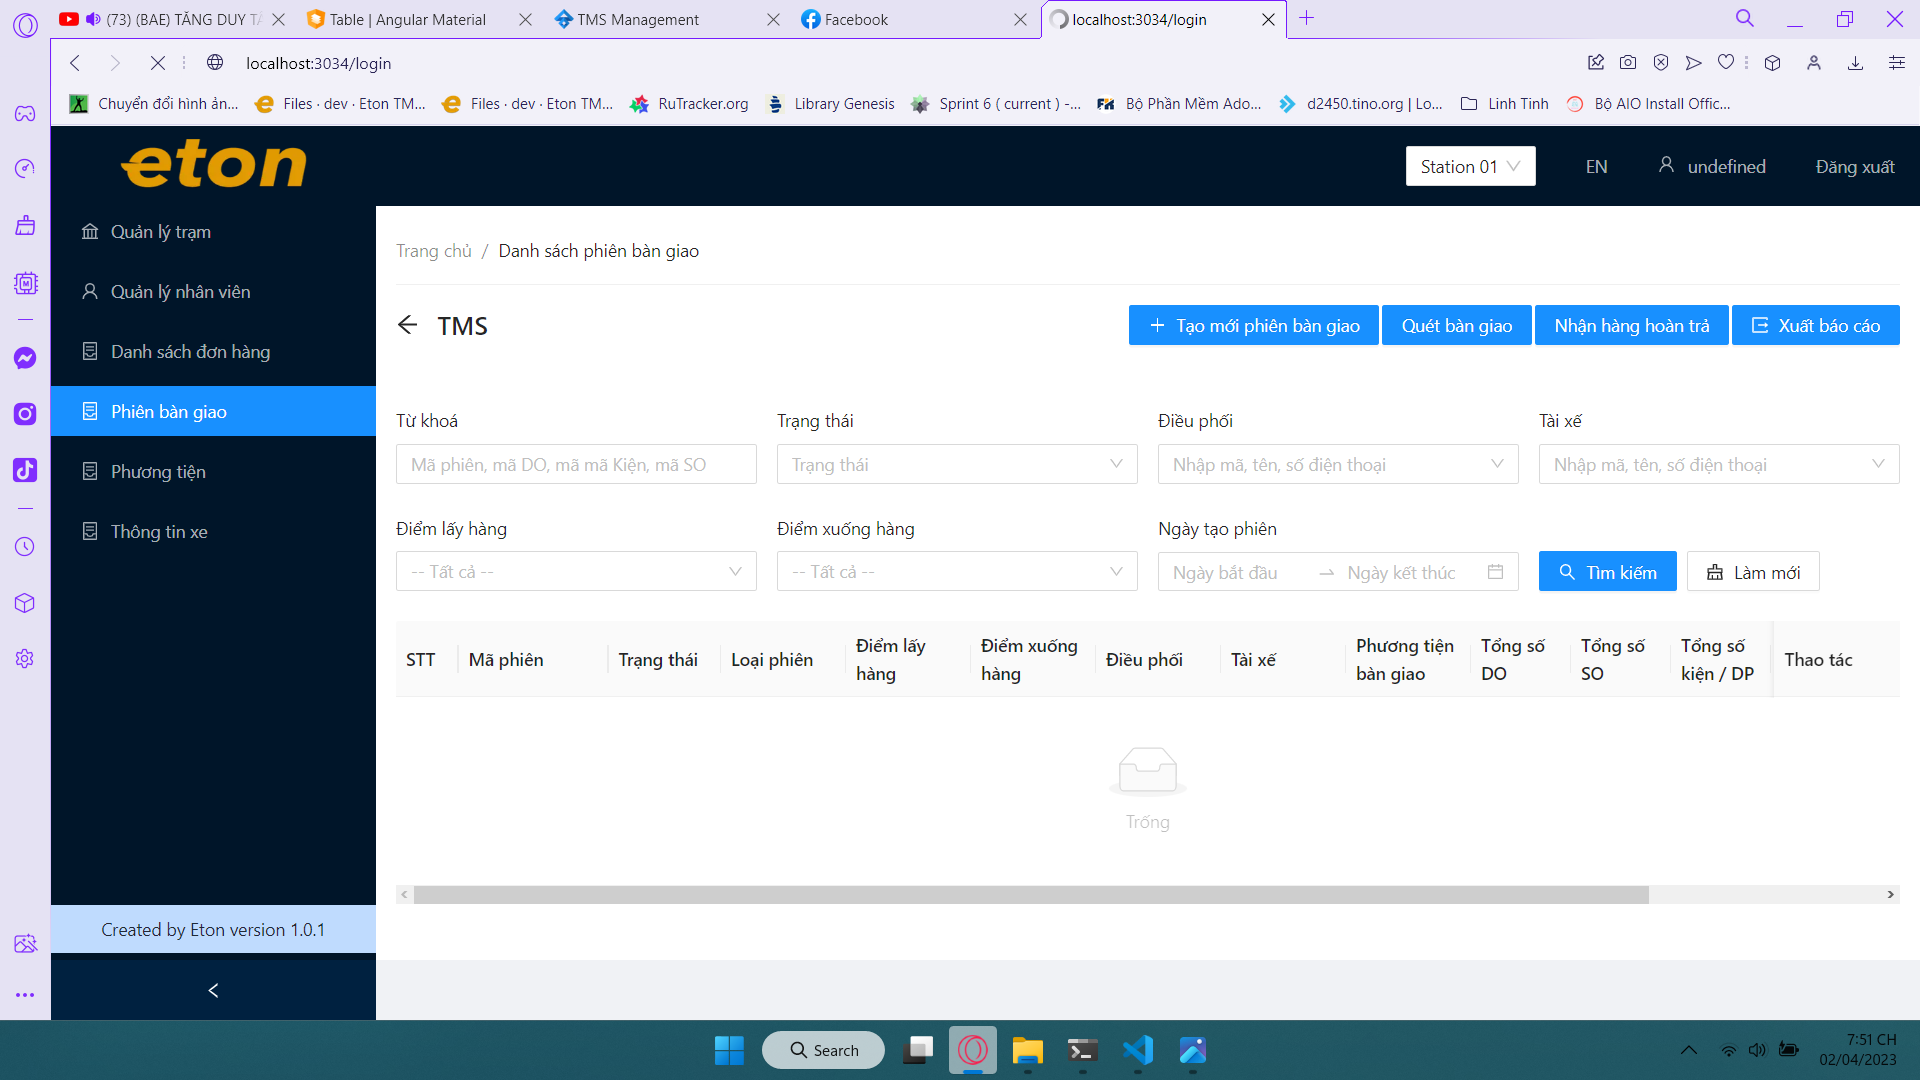 (73) (BAE) TĂNG DUY TÂ
Table | Angular Material
TMS Management
Facebook
localhost:3034/login
localhost:3034/login
Chuyển đổi hình ản...
Files · dev · Eton TM...
Files · dev · Eton TM...
RuTracker.org
Library Genesis
Sprint 6 ( current ) -...
Bộ Phần Mềm Ado...
d2450.tino.org | Lo...
Linh Tinh
Bộ AIO Install Offic...
eton
Station 01
EN
undefined
Đăng xuất
Quản lý trạm
Quản lý nhân viên
Danh sách đơn hàng
Phiên bàn giao
Phương tiện
Thông tin xe
Created by Eton version 1.0.1
Trang chủ / Danh sách phiên bàn giao
TMS
Tạo mới phiên bàn giao
Quét bàn giao
Nhận hàng hoàn trả
Xuất báo cáo
Từ khoá
Trạng thái
Điều phối
Tài xế
Mã phiên, mã DO, mã mã Kiện, mã SO
Trạng thái
Nhập mã, tên, số điện thoại
Nhập mã, tên, số điện thoại
Điểm lấy hàng
Điểm xuống hàng
Ngày tạo phiên
-- Tất cả --
-- Tất cả --
Ngày bắt đầu
Ngày kết thúc
Tìm kiếm
Làm mới
STT
Mã phiên
Trạng thái
Loại phiên
Điểm lấy
hàng
Điểm xuống
hàng
Điều phối
Tài xế
Phương tiện
bàn giao
Tổng số
DO
Tổng số
SO
Tổng số
kiện / DP
Thao tác
Trống
Search
7:51 CH
02/04/2023